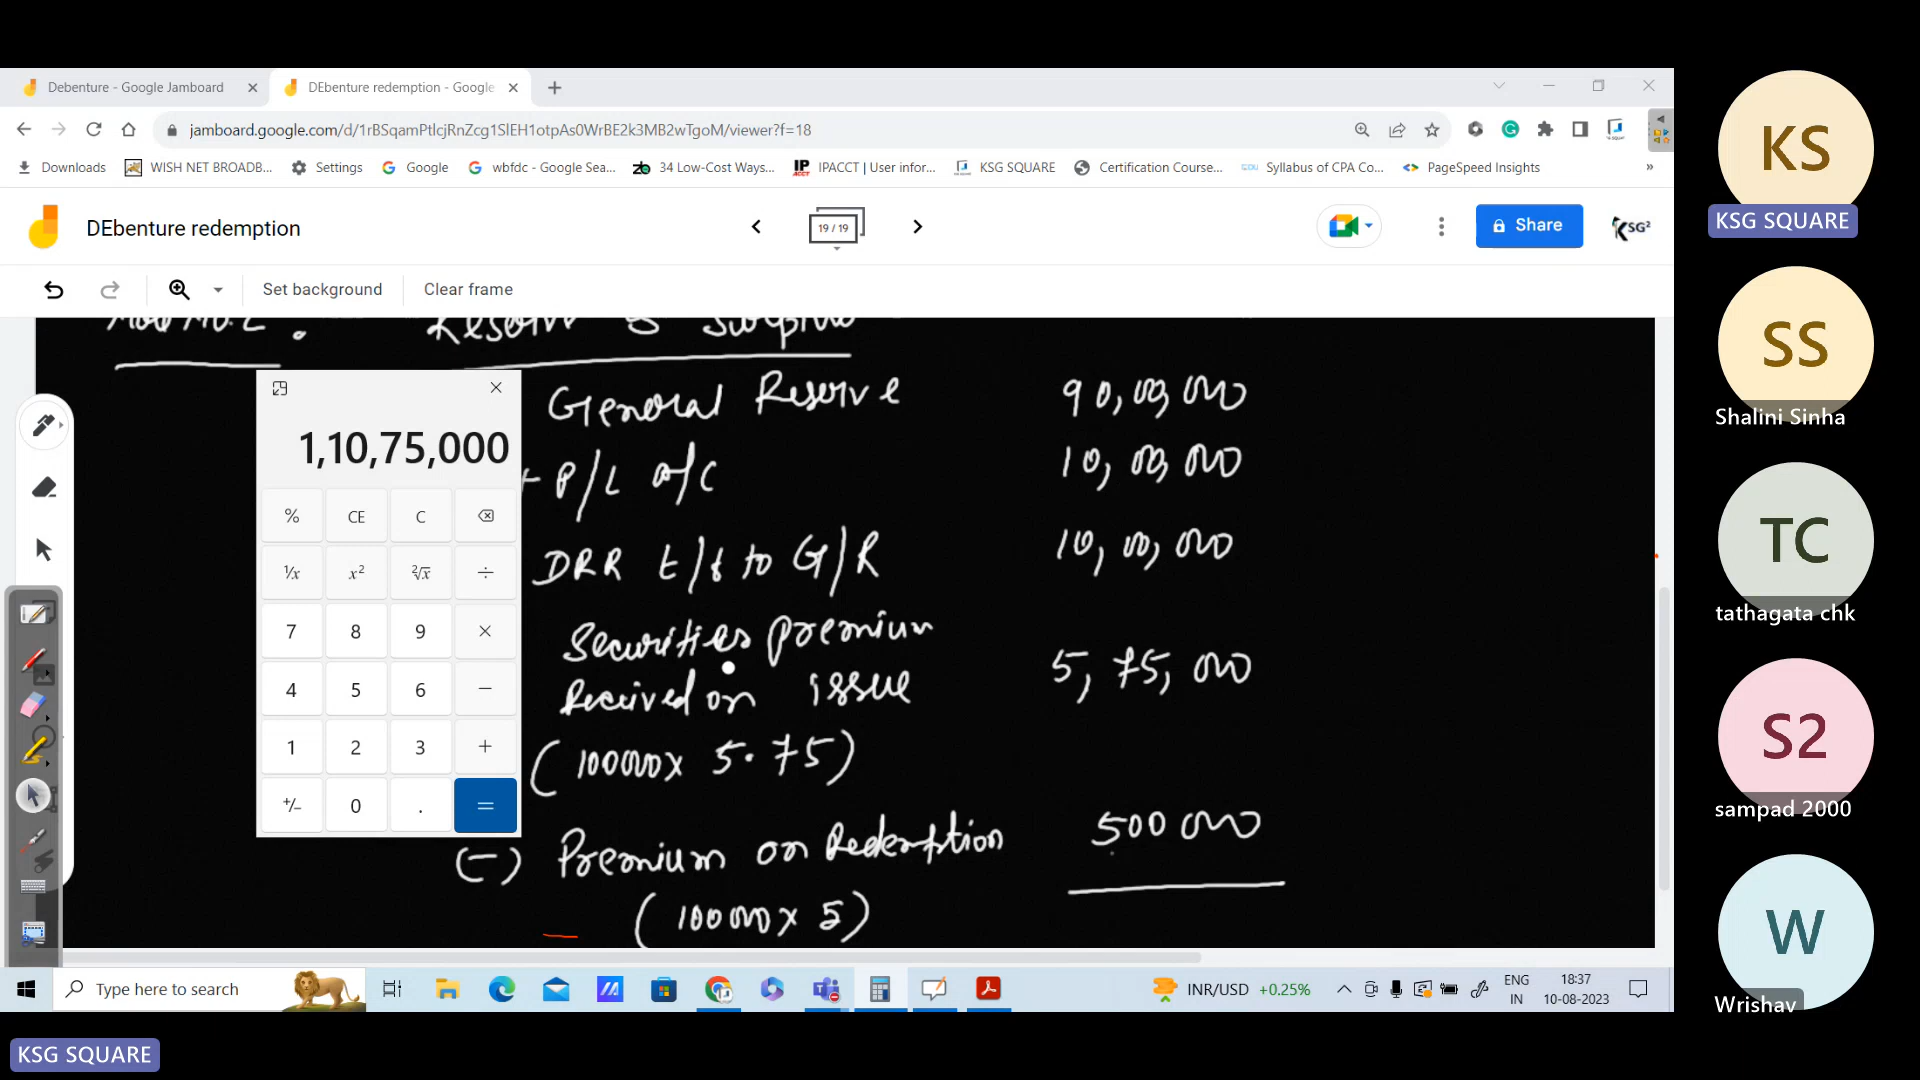 Debenture - Google Jamboard
DEbenture redemption - Google
jamboard.google.com/d/1rBSqamPtlcjRnZcg1SlEH1otpAs0WrBE2k3MB2wTgoM/viewer?f=18
Downloads
WISH NET BROADB...
Settings
Google
wbfdc - Google Sea...
34 Low-Cost Ways...
IPACCT | User infor...
KSG SQUARE
Certification Course...
Syllabus of CPA Co...
PageSpeed Insights
»
DEbenture redemption
19 / 19
Share
KSG²
Set background
Clear frame
General Reserve 90,00,000
+ P/L a/c 10,00,000
DRR t/f to G/R 10,00,000
Securities premium
Received on issue 5,75,000
(100000 x 5.75)
(-) Premium on Redemption 500000
(100000 x 5)
1,10,75,000
% CE C
1/x x² ²√x ÷
7 8 9 ×
4 5 6 −
1 2 3 +
+/- 0 . =
Type here to search
INR/USD +0.25%
ENG
IN
18:37
10-08-2023
KS
KSG SQUARE
SS
Shalini Sinha
TC
tathagata chk
S2
sampad 2000
W
Wrishav
KSG SQUARE